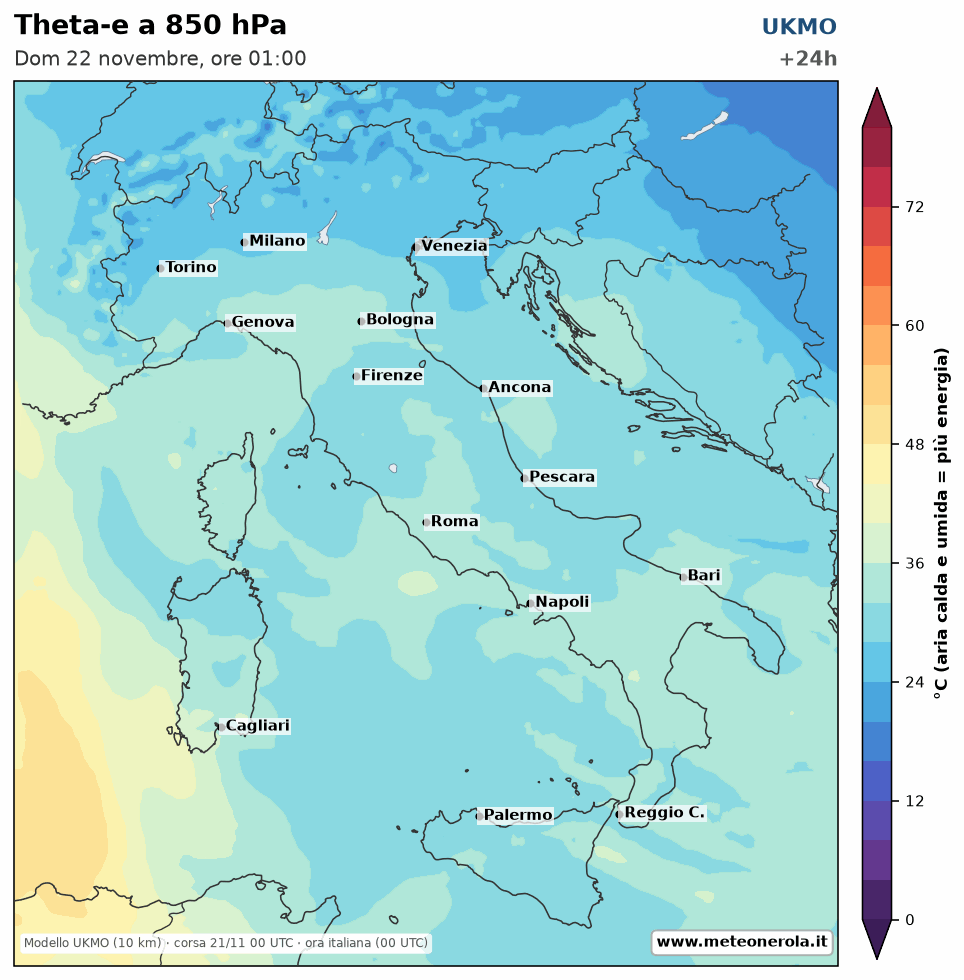 Theta-e a 850 hPa
UKMO
Dom 22 novembre, ore 01:00
+24h
Milano
Venezia
Torino
Genova
Bologna
Firenze
Ancona
Pescara
Roma
Bari
Napoli
Cagliari
Palermo
Reggio C.
72
60
48
36
24
12
0
°C (aria calda e umida = più energia)
Modello UKMO (10 km) · corsa 21/11 00 UTC · ora italiana (00 UTC)
www.meteonerola.it